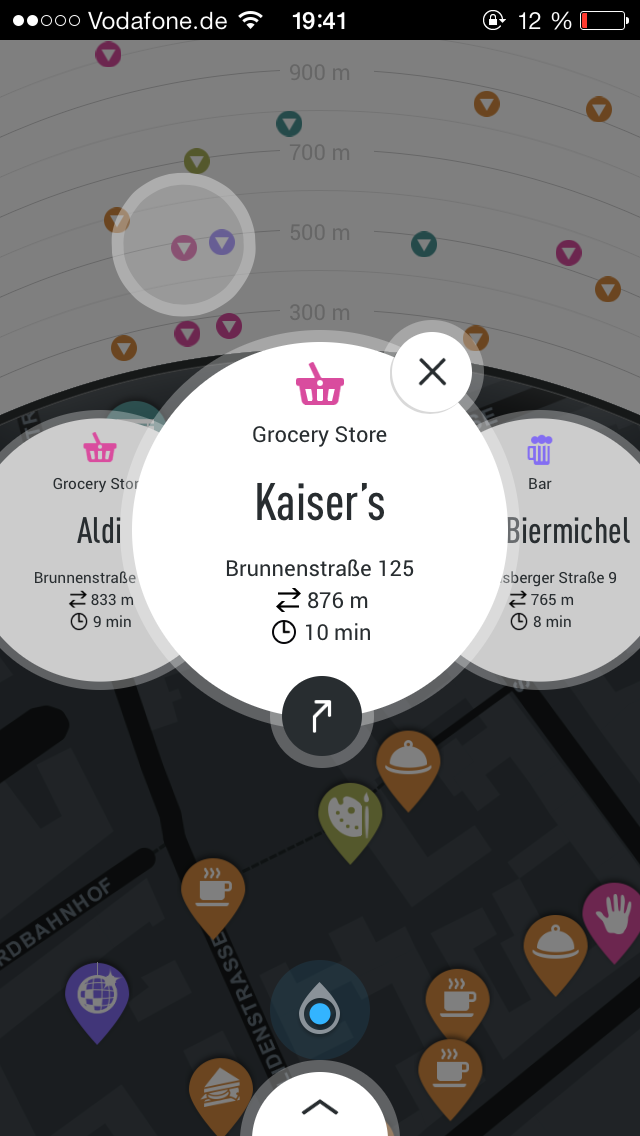 Vodafone.de 19:41 12 %
900 m
700 m
500 m
300 m
Grocery Store
Kaiser's
Brunnenstraße 125
876 m
10 min
Grocery Stor
Aldi
Brunnenstraße
833 m
9 min
Bar
Biermichel
sberger Straße 9
765 m
8 min
RDBAHNHOF
DENSTRASSE